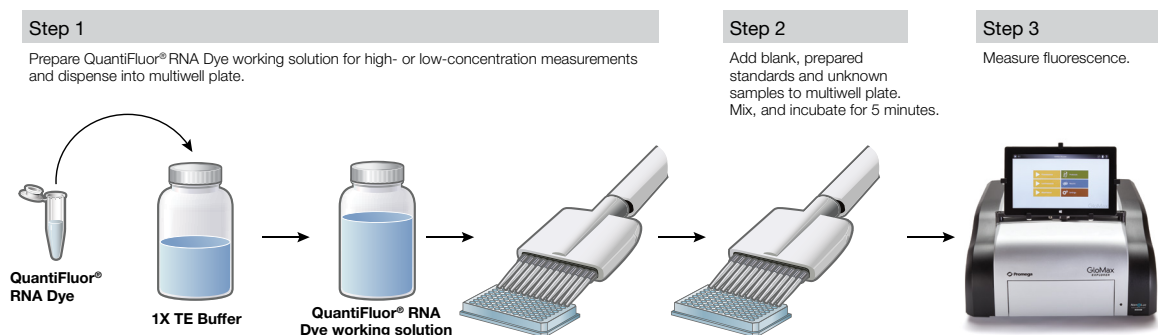 Step 1
Prepare QuantiFluor® RNA Dye working solution for high- or low-concentration measurements
and dispense into multiwell plate.
Step 2
Add blank, prepared
standards and unknown
samples to multiwell plate.
Mix, and incubate for 5 minutes.
Step 3
Measure fluorescence.
QuantiFluor®
RNA Dye
1X TE Buffer
QuantiFluor® RNA
Dye working solution
Promega
GloMax
EXPLORER